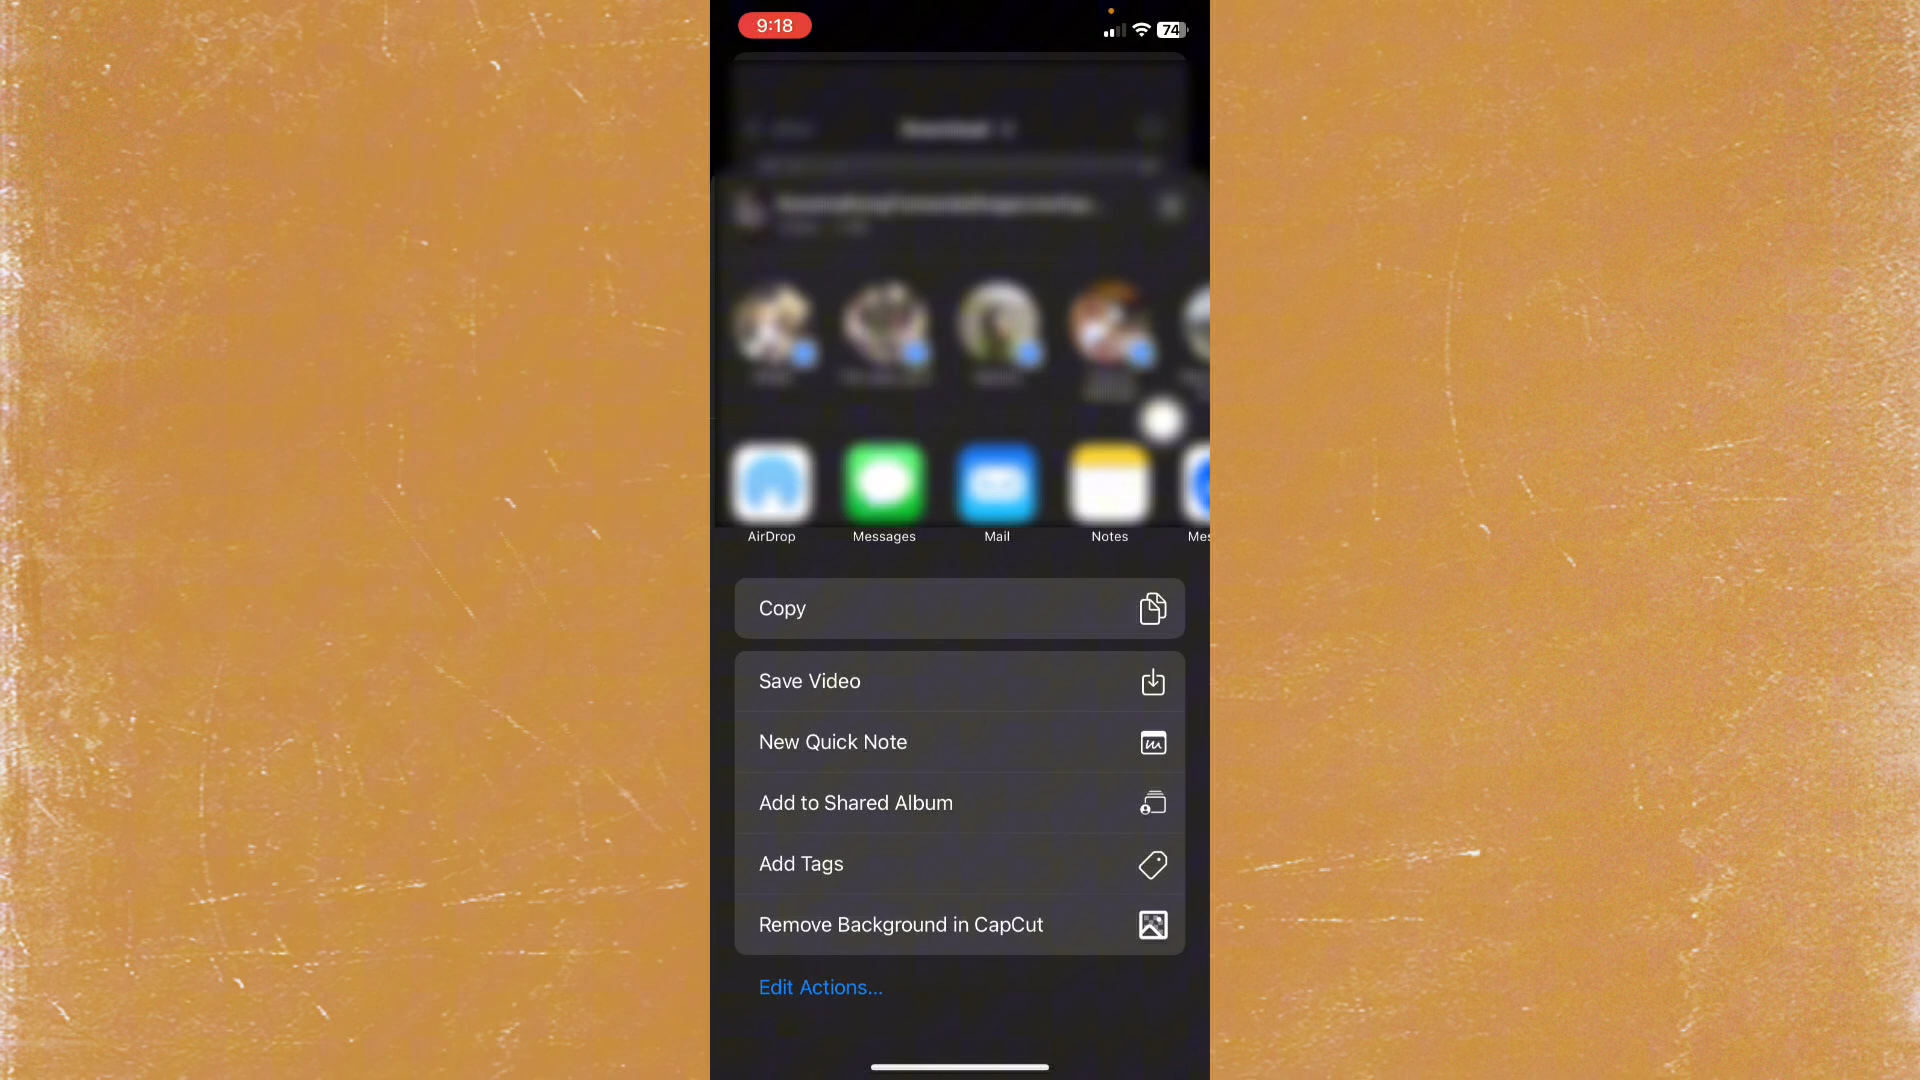 9:18
74
AirDrop
Messages
Mail
Notes
Mes
Copy
Save Video
New Quick Note
Add to Shared Album
Add Tags
Remove Background in CapCut
Edit Actions...